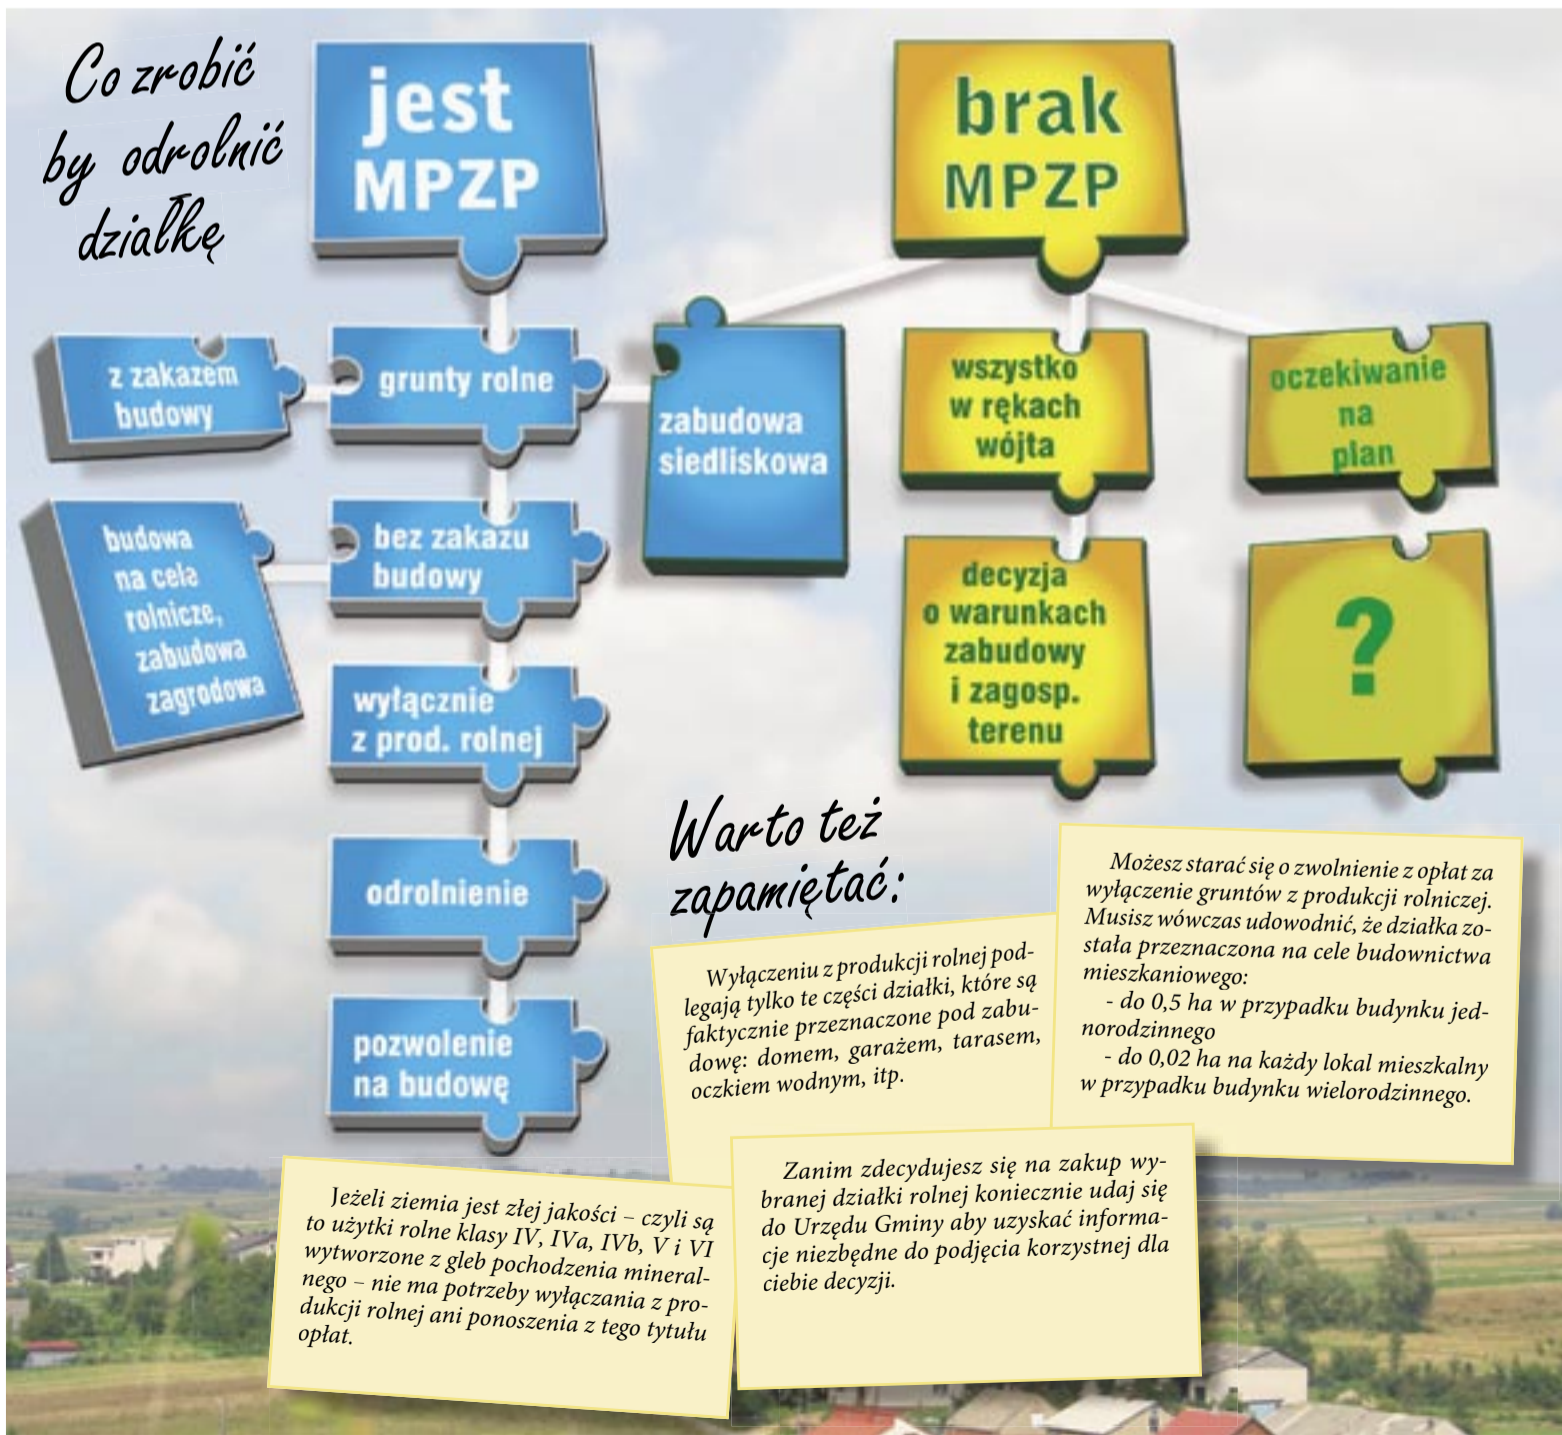 Co zrobić
by odrolnić
działkę
jest
MPZP
brak
MPZP
z zakazem
budowy
grunty rolne
zabudowa
siedliskowa
wszystko
w rękach
wójta
oczekiwanie
na
plan
budowa
na cele
rolnicze,
zabudowa
zagrodowa
bez zakazu
budowy
decyzja
o warunkach
zabudowy
i zagosp.
terenu
?
wyłącznie
z prod. rolnej
odrolnienie
pozwolenie
na budowę
Warto też
zapamiętać:
Wyłączeniu z produkcji rolnej pod-
legają tylko te części działki, które są
faktycznie przeznaczone pod zabu-
dowę: domem, garażem, tarasem,
oczkiem wodnym, itp.
Możesz starać się o zwolnienie z opłat za
wyłączenie gruntów z produkcji rolniczej.
Musisz wówczas udowodnić, że działka zo-
stała przeznaczona na cele budownictwa
mieszkaniowego:
- do 0,5 ha w przypadku budynku jed-
norodzinnego
- do 0,02 ha na każdy lokal mieszkalny
w przypadku budynku wielorodzinnego.
Jeżeli ziemia jest złej jakości – czyli są
to użytki rolne klasy IV, IVa, IVb, V i VI
wytworzone z gleb pochodzenia mineral-
nego – nie ma potrzeby wyłączania z pro-
dukcji rolnej ani ponoszenia z tego tytułu
opłat.
Zanim zdecydujesz się na zakup wy-
branej działki rolnej koniecznie udaj się
do Urzędu Gminy aby uzyskać informa-
cje niezbędne do podjęcia korzystnej dla
ciebie decyzji.